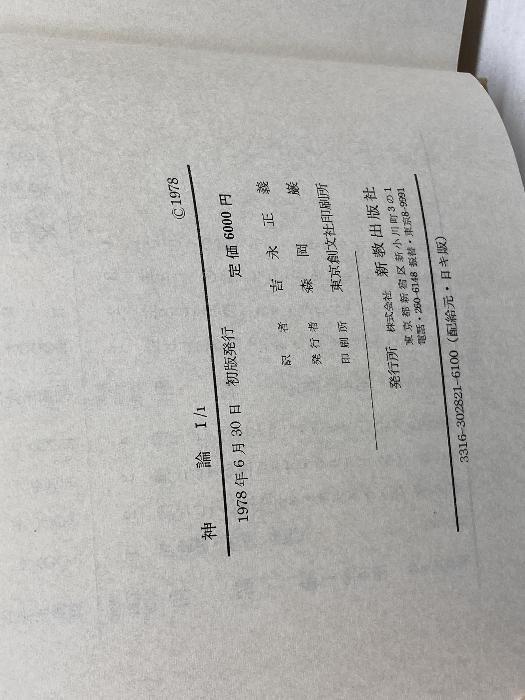 神論 I/1 ©1978
1978年6月30日 初版発行 定価6000円
訳者 吉永正義
発行者 森岡巌
印刷所 東京創文社印刷所
発行所 株式会社 新教出版社
東京都新宿区新小川町3の1
電話・260-6148 振替・東京8-9991
3316-302821-6100 (配給元・日キ版)